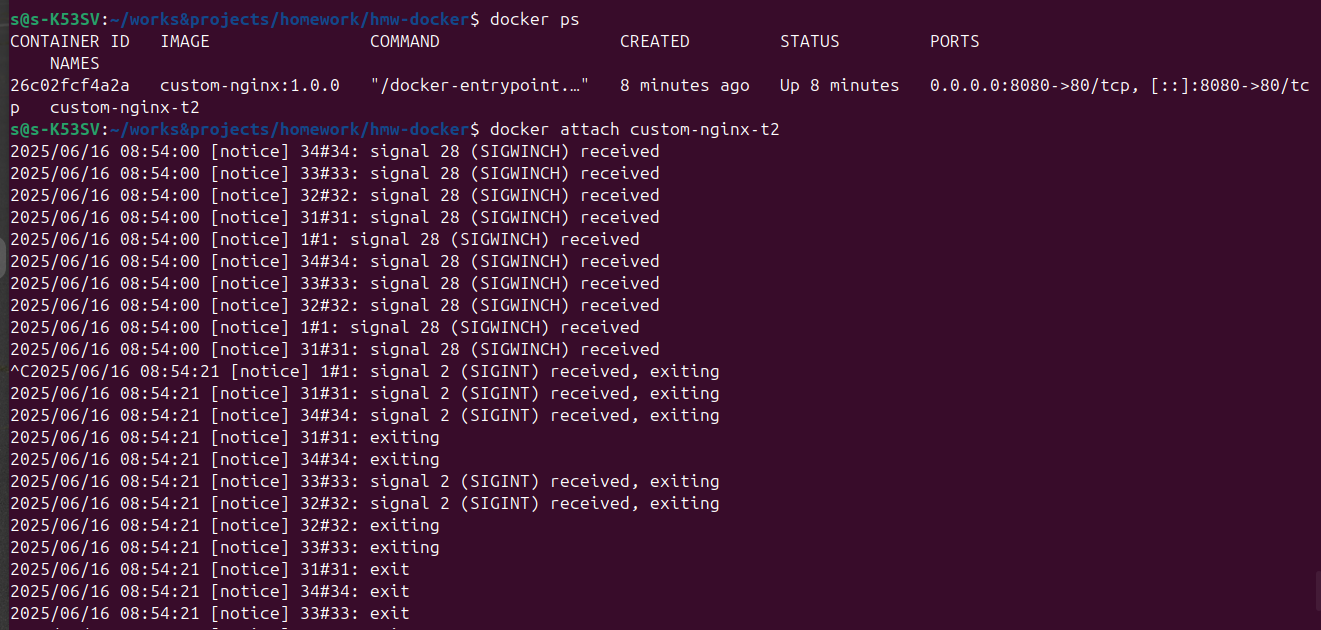 s@s-K53SV:~/works&projects/homework/hmw-docker$ docker ps
CONTAINER ID   IMAGE                COMMAND                  CREATED         STATUS         PORTS
    NAMES
26c02fcf4a2a   custom-nginx:1.0.0   "/docker-entrypoint.…"   8 minutes ago   Up 8 minutes   0.0.0.0:8080->80/tcp, [::]:8080->80/tc
p   custom-nginx-t2
s@s-K53SV:~/works&projects/homework/hmw-docker$ docker attach custom-nginx-t2
2025/06/16 08:54:00 [notice] 34#34: signal 28 (SIGWINCH) received
2025/06/16 08:54:00 [notice] 33#33: signal 28 (SIGWINCH) received
2025/06/16 08:54:00 [notice] 32#32: signal 28 (SIGWINCH) received
2025/06/16 08:54:00 [notice] 31#31: signal 28 (SIGWINCH) received
2025/06/16 08:54:00 [notice] 1#1: signal 28 (SIGWINCH) received
2025/06/16 08:54:00 [notice] 34#34: signal 28 (SIGWINCH) received
2025/06/16 08:54:00 [notice] 33#33: signal 28 (SIGWINCH) received
2025/06/16 08:54:00 [notice] 32#32: signal 28 (SIGWINCH) received
2025/06/16 08:54:00 [notice] 1#1: signal 28 (SIGWINCH) received
2025/06/16 08:54:00 [notice] 31#31: signal 28 (SIGWINCH) received
^C2025/06/16 08:54:21 [notice] 1#1: signal 2 (SIGINT) received, exiting
2025/06/16 08:54:21 [notice] 31#31: signal 2 (SIGINT) received, exiting
2025/06/16 08:54:21 [notice] 34#34: signal 2 (SIGINT) received, exiting
2025/06/16 08:54:21 [notice] 31#31: exiting
2025/06/16 08:54:21 [notice] 34#34: exiting
2025/06/16 08:54:21 [notice] 33#33: signal 2 (SIGINT) received, exiting
2025/06/16 08:54:21 [notice] 32#32: signal 2 (SIGINT) received, exiting
2025/06/16 08:54:21 [notice] 32#32: exiting
2025/06/16 08:54:21 [notice] 33#33: exiting
2025/06/16 08:54:21 [notice] 31#31: exit
2025/06/16 08:54:21 [notice] 34#34: exit
2025/06/16 08:54:21 [notice] 33#33: exit